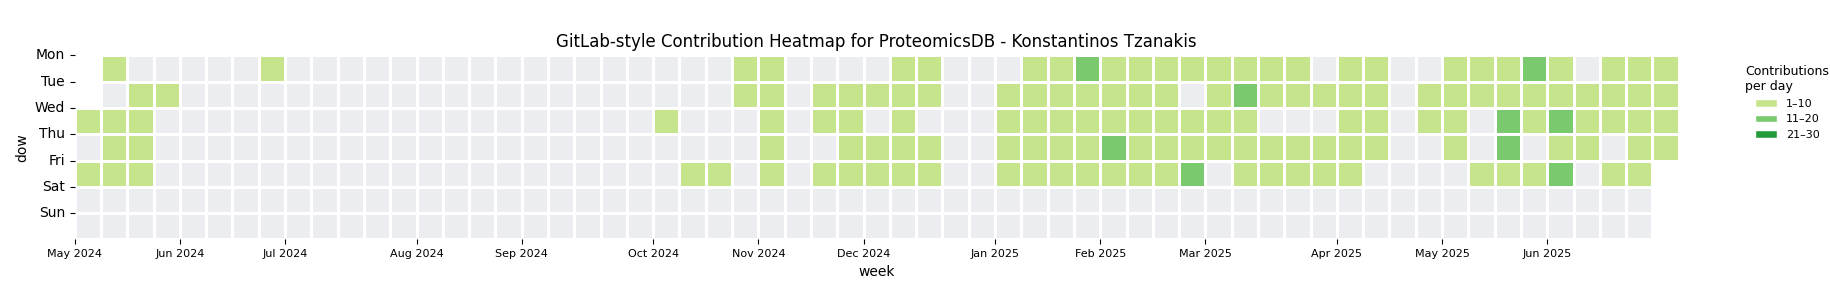 GitLab-style Contribution Heatmap for ProteomicsDB - Konstantinos Tzanakis
Mon
Tue
Wed
Thu
Fri
Sat
Sun
dow
May 2024 Jun 2024 Jul 2024 Aug 2024 Sep 2024 Oct 2024 Nov 2024 Dec 2024 Jan 2025 Feb 2025 Mar 2025 Apr 2025 May 2025 Jun 2025
week
Contributions
per day
1–10
11–20
21–30